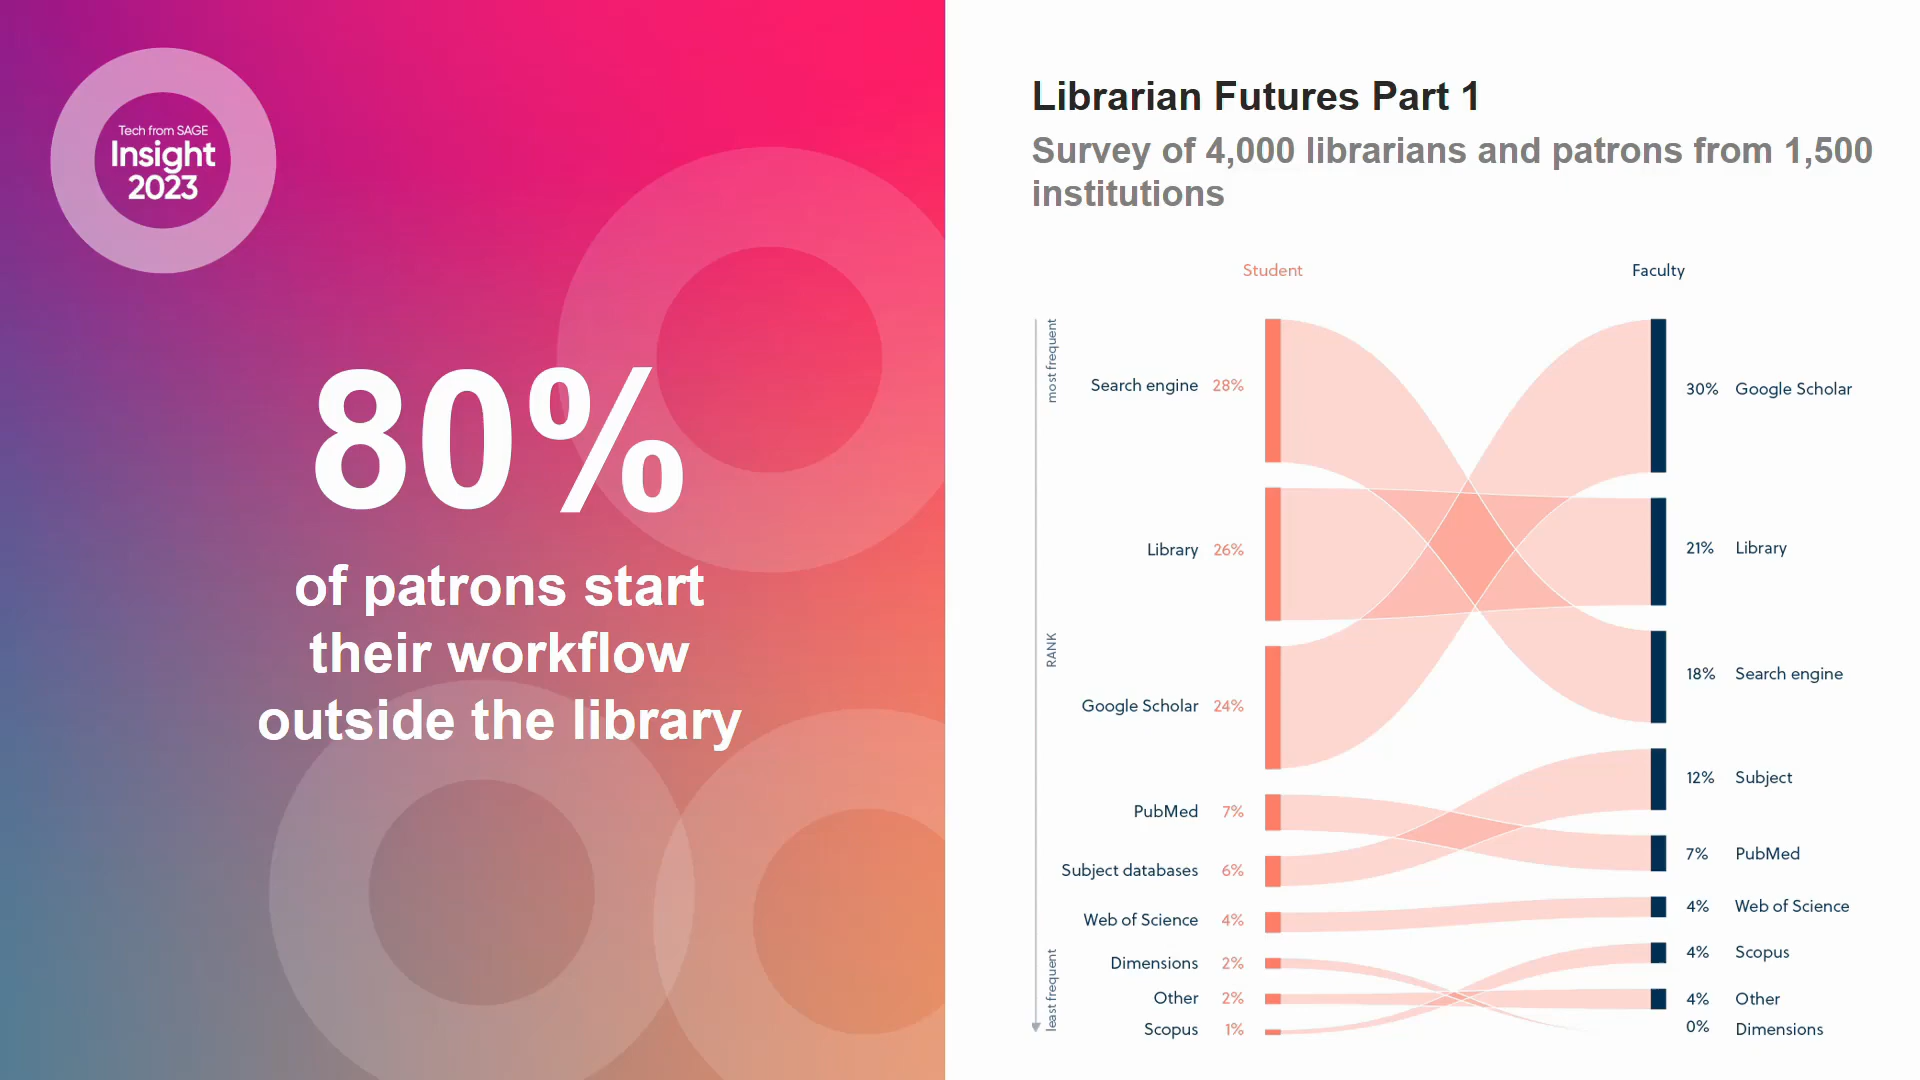 Tech from SAGE
Insight
2023
80%
of patrons start
their workflow
outside the library
Librarian Futures Part 1
Survey of 4,000 librarians and patrons from 1,500
institutions
Student
Faculty
most frequent
RANK
least frequent
Search engine 28%
Library 26%
Google Scholar 24%
PubMed 7%
Subject databases 6%
Web of Science 4%
Dimensions 2%
Other 2%
Scopus 1%
30% Google Scholar
21% Library
18% Search engine
12% Subject
7% PubMed
4% Web of Science
4% Scopus
4% Other
0% Dimensions